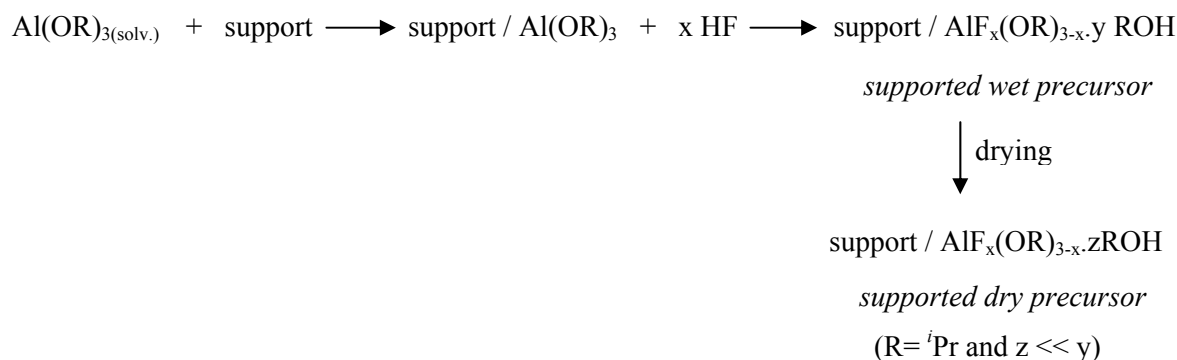 Al(OR)₃₍solv.₎ + support ⟶ support / Al(OR)₃ + x HF ⟶ support / AlFₓ(OR)₃₋ₓ.y ROH
supported wet precursor
drying
support / AlFₓ(OR)₃₋ₓ.zROH
supported dry precursor
(R= ⁱPr and z << y)